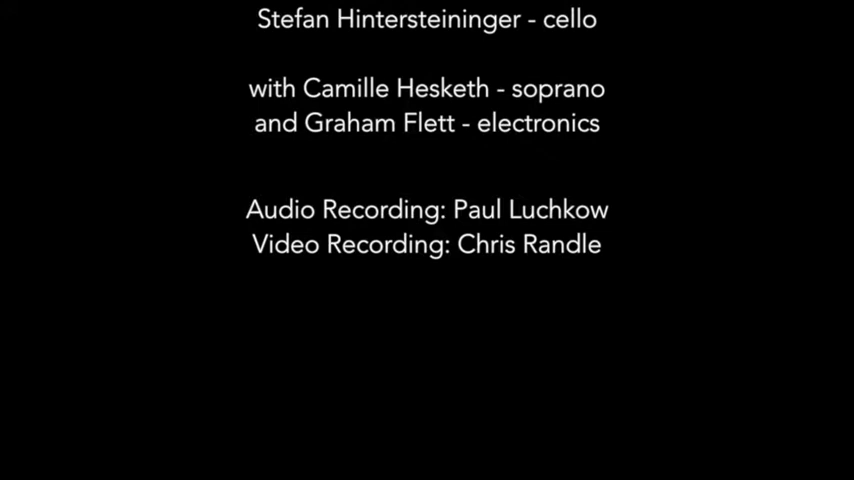 Stefan Hintersteininger - cello
with Camille Hesketh - soprano
and Graham Flett - electronics
Audio Recording: Paul Luchkow
Video Recording: Chris Randle